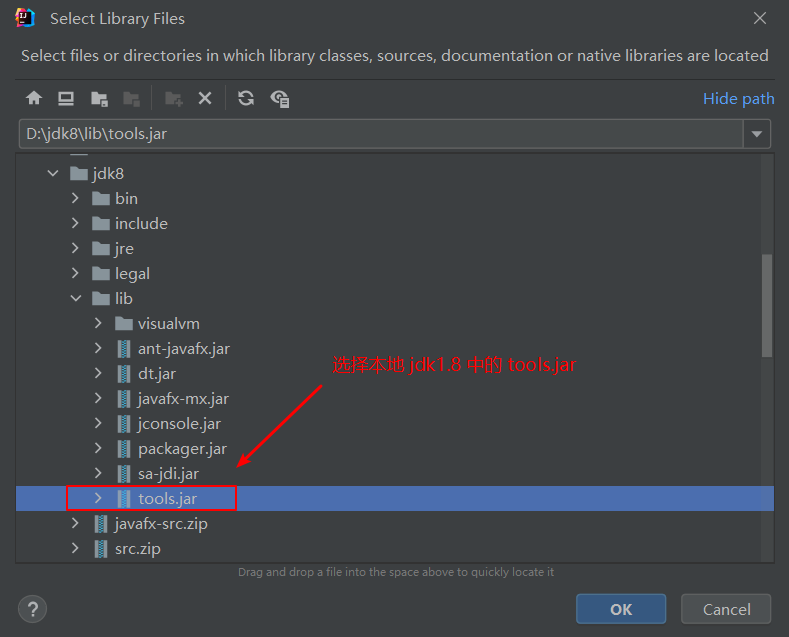 Select Library Files
Select files or directories in which library classes, sources, documentation or native libraries are located
Hide path
D:\jdk8\lib\tools.jar
jdk8
bin
include
jre
legal
lib
visualvm
ant-javafx.jar
选择本地 jdk1.8 中的 tools.jar
dt.jar
javafx-mx.jar
jconsole.jar
packager.jar
sa-jdi.jar
tools.jar
javafx-src.zip
src.zip
Drag and drop a file into the space above to quickly locate it
? OK Cancel